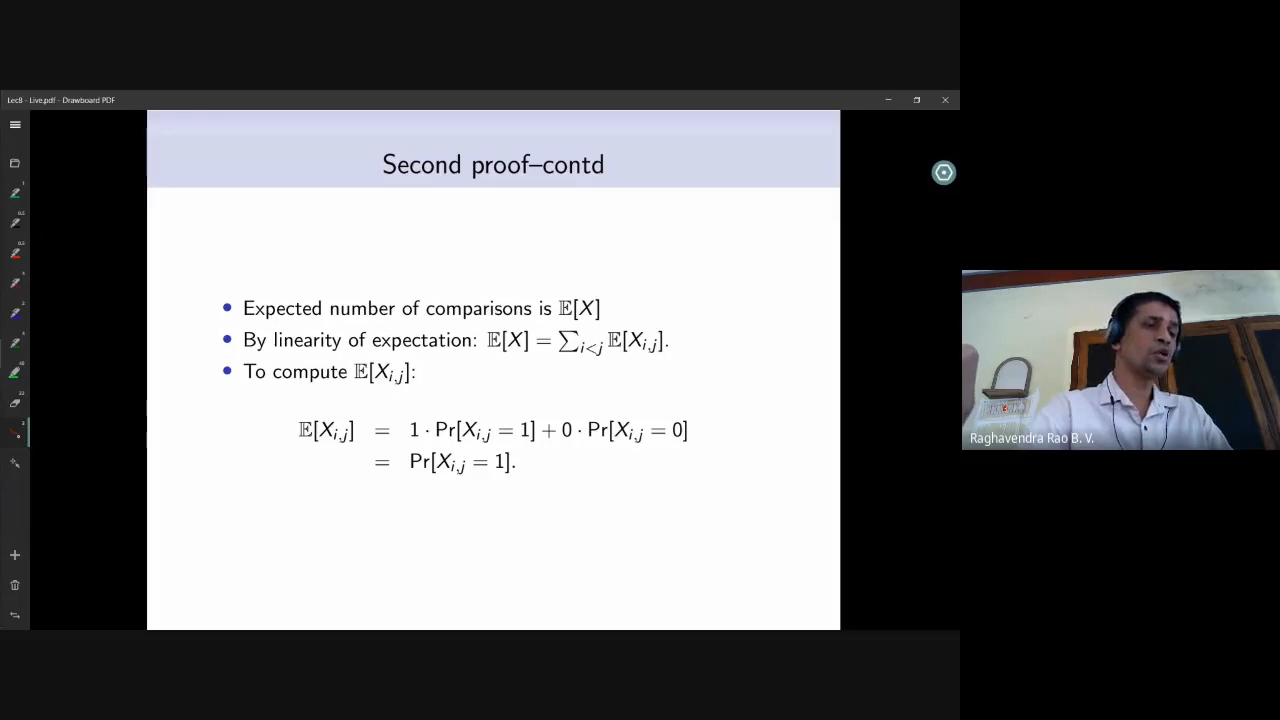 Lec8 - Live.pdf - Drawboard PDF
Second proof–contd
• Expected number of comparisons is 𝔼[X]
• By linearity of expectation: 𝔼[X] = ∑_{i<j} 𝔼[X_{i,j}].
• To compute 𝔼[X_{i,j}]:
𝔼[X_{i,j}] = 1 · Pr[X_{i,j} = 1] + 0 · Pr[X_{i,j} = 0]
= Pr[X_{i,j} = 1].
Raghavendra Rao B. V.